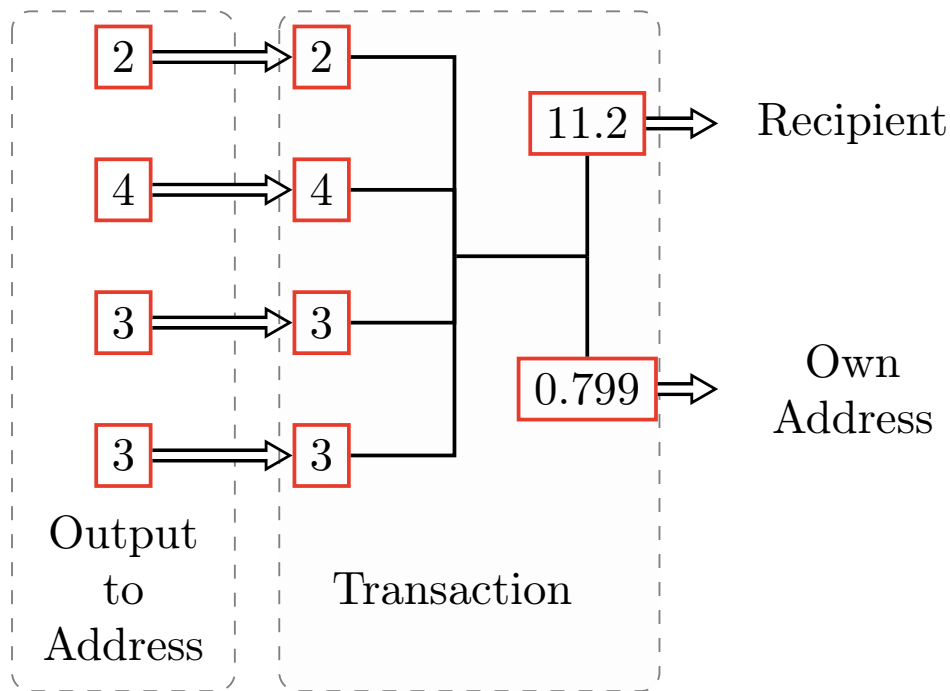 2
2
11.2
Recipient
4
4
3
3
0.799
Own
Address
3
3
Output
to
Address
Transaction